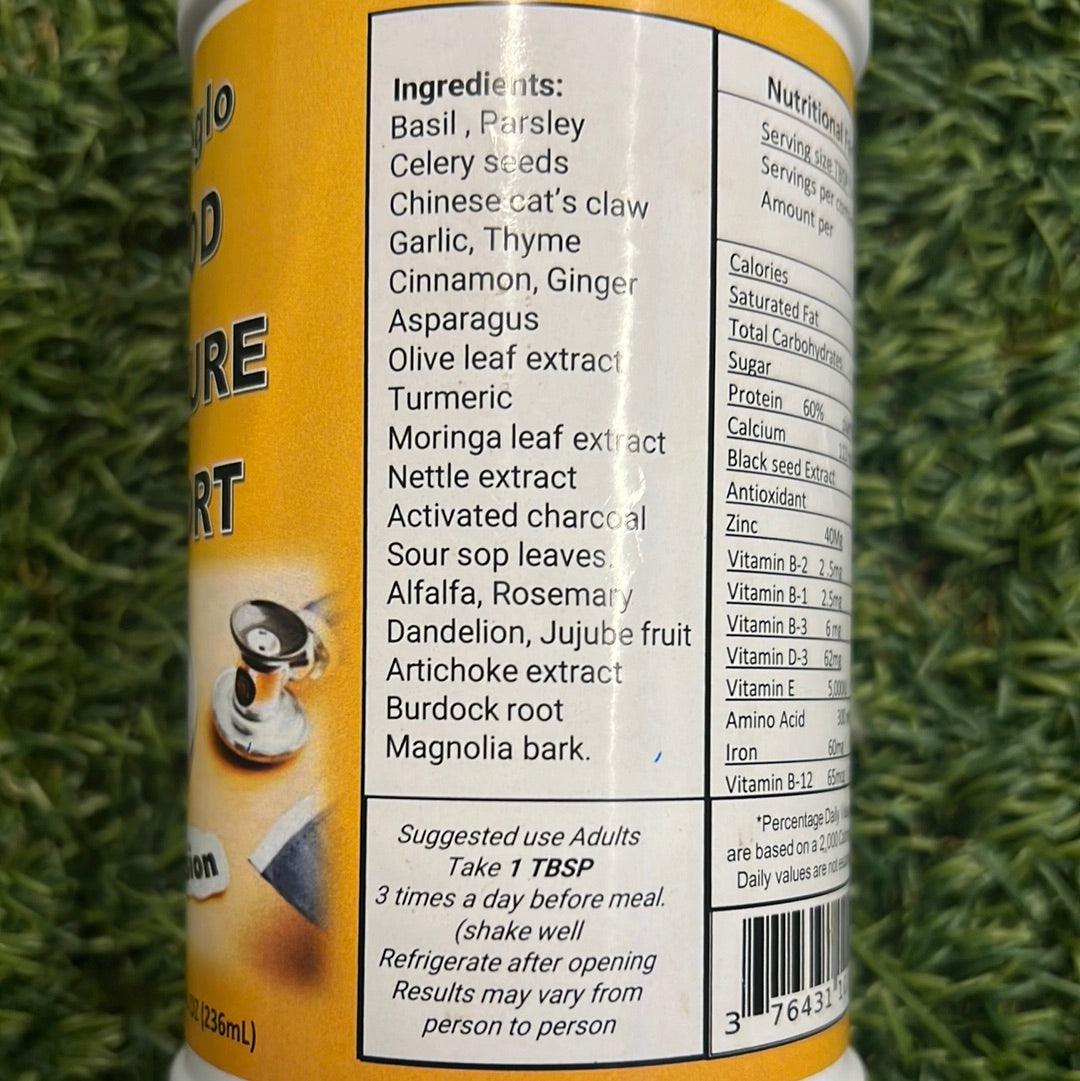 glo
D
URE
RT
ion
(236mL)
Ingredients:
Basil , Parsley
Celery seeds
Chinese cat's claw
Garlic, Thyme
Cinnamon, Ginger
Asparagus
Olive leaf extract
Turmeric
Moringa leaf extract
Nettle extract
Activated charcoal
Sour sop leaves.
Alfalfa, Rosemary
Dandelion, Jujube fruit
Artichoke extract
Burdock root
Magnolia bark.
Suggested use Adults
Take 1 TBSP
3 times a day before meal.
(shake well
Refrigerate after opening
Results may vary from
person to person
Nutritional
Serving size
Servings per
Amount per
Calories
Saturated Fat
Total Carbohydrates
Sugar
Protein 60%
Calcium
Black seed Extract
Antioxidant
Zinc 40Mg
Vitamin B-2 2.5mg
Vitamin B-1 2.5mg
Vitamin B-3 6 mg
Vitamin D-3 62mg
Vitamin E
Amino Acid
Iron 60mg
Vitamin B-12 65mcg
*Percentage Daily
are based on a 2,000
Daily values are not
3 76431